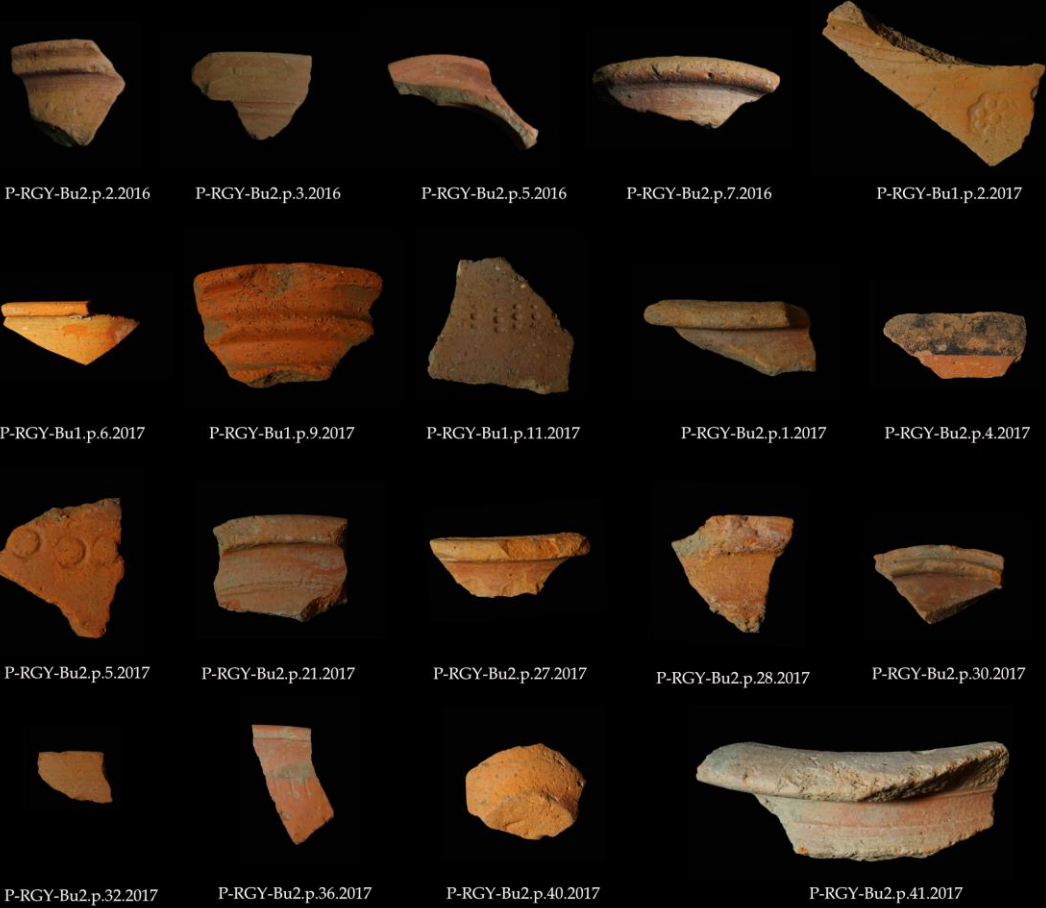 P-RGY-Bu2.p.2.2016
P-RGY-Bu2.p.3.2016
P-RGY-Bu2.p.5.2016
P-RGY-Bu2.p.7.2016
P-RGY-Bu1.p.2.2017
P-RGY-Bu1.p.6.2017
P-RGY-Bu1.p.9.2017
P-RGY-Bu1.p.11.2017
P-RGY-Bu2.p.1.2017
P-RGY-Bu2.p.4.2017
P-RGY-Bu2.p.5.2017
P-RGY-Bu2.p.21.2017
P-RGY-Bu2.p.27.2017
P-RGY-Bu2.p.28.2017
P-RGY-Bu2.p.30.2017
P-RGY-Bu2.p.32.2017
P-RGY-Bu2.p.36.2017
P-RGY-Bu2.p.40.2017
P-RGY-Bu2.p.41.2017